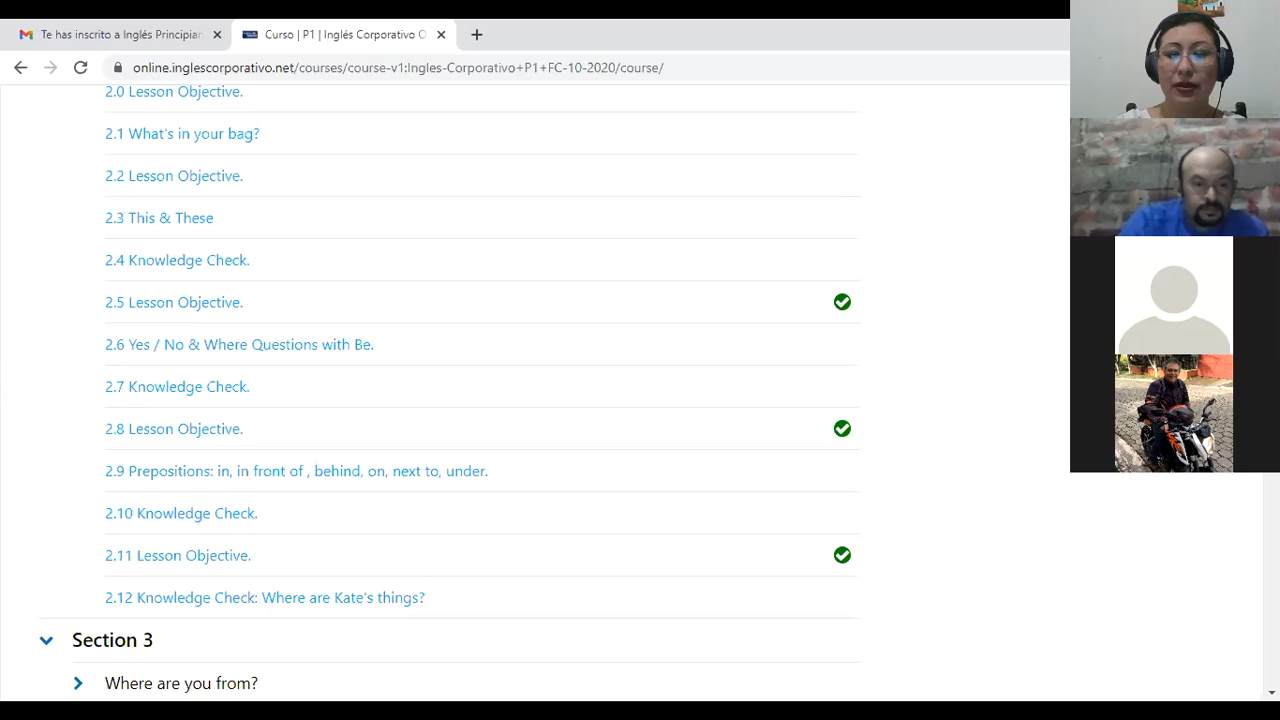 Te has inscrito a Inglés Principian
Curso | P1 | Inglés Corporativo O
online.inglescorporativo.net/courses/course-v1:Ingles-Corporativo+P1+FC-10-2020/course/
2.0 Lesson Objective.
2.1 What's in your bag?
2.2 Lesson Objective.
2.3 This & These
2.4 Knowledge Check.
2.5 Lesson Objective.
2.6 Yes / No & Where Questions with Be.
2.7 Knowledge Check.
2.8 Lesson Objective.
2.9 Prepositions: in, in front of , behind, on, next to, under.
2.10 Knowledge Check.
2.11 Lesson Objective.
2.12 Knowledge Check: Where are Kate's things?
Section 3
Where are you from?